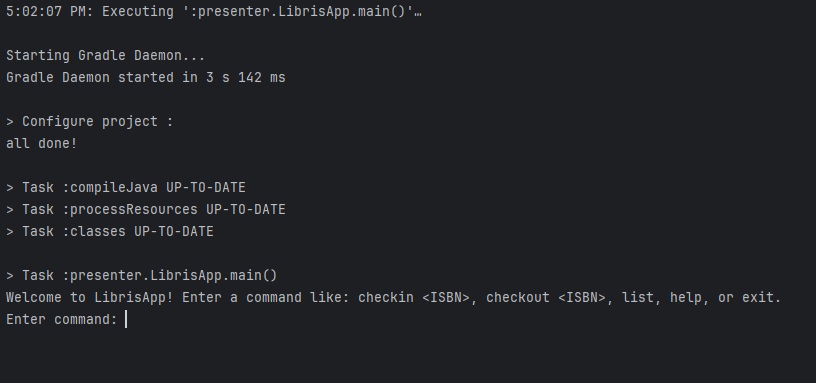 5:02:07 PM: Executing ':presenter.LibrisApp.main()'…
Starting Gradle Daemon...
Gradle Daemon started in 3 s 142 ms
> Configure project :
all done!
> Task :compileJava UP-TO-DATE
> Task :processResources UP-TO-DATE
> Task :classes UP-TO-DATE
> Task :presenter.LibrisApp.main()
Welcome to LibrisApp! Enter a command like: checkin <ISBN>, checkout <ISBN>, list, help, or exit.
Enter command: